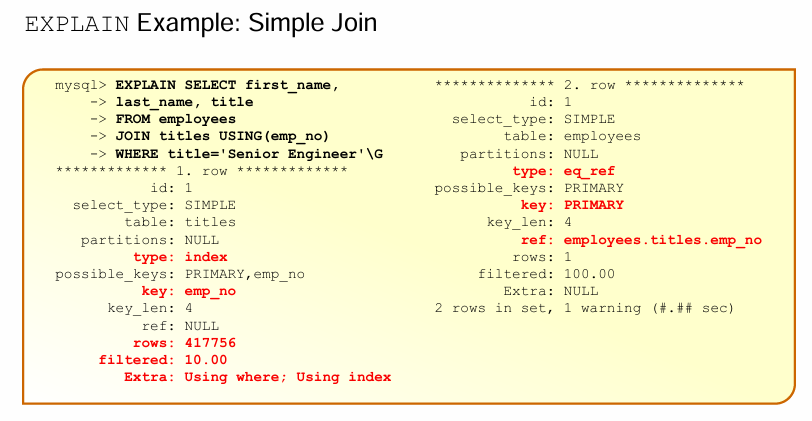 EXPLAIN Example: Simple Join
mysql> EXPLAIN SELECT first_name,
-> last_name, title
-> FROM employees
-> JOIN titles USING(emp_no)
-> WHERE title='Senior Engineer'\G
************* 1. row *************
id: 1
select_type: SIMPLE
table: titles
partitions: NULL
type: index
possible_keys: PRIMARY,emp_no
key: emp_no
key_len: 4
ref: NULL
rows: 417756
filtered: 10.00
Extra: Using where; Using index
************** 2. row **************
id: 1
select_type: SIMPLE
table: employees
partitions: NULL
type: eq_ref
possible_keys: PRIMARY
key: PRIMARY
key_len: 4
ref: employees.titles.emp_no
rows: 1
filtered: 100.00
Extra: NULL
2 rows in set, 1 warning (#.## sec)